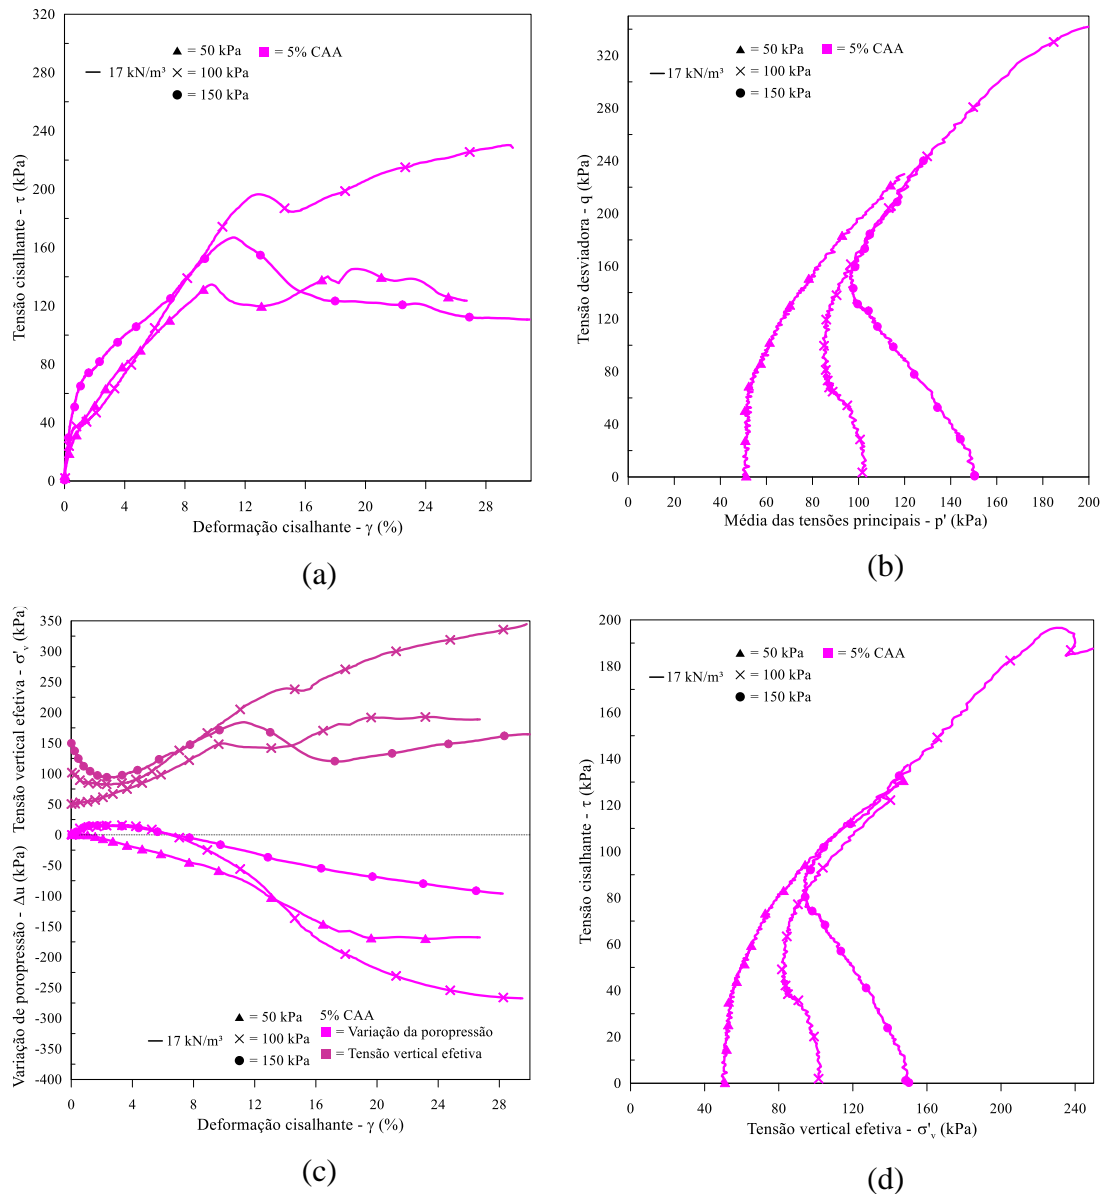 320
280
240
200
160
120
80
40
0
Tensão cisalhante - τ (kPa)
= 50 kPa = 5% CAA
17 kN/m³ = 100 kPa
= 150 kPa
0 4 8 12 16 20 24 28
Deformação cisalhante - γ (%)
(a)
320
280
240
200
160
120
80
40
0
Tensão desviadora - q (kPa)
= 50 kPa = 5% CAA
17 kN/m³ = 100 kPa
= 150 kPa
0 20 40 60 80 100 120 140 160 180 200
Média das tensões principais - p' (kPa)
(b)
350
300
250
200
150
100
50
0
-50
-100
-150
-200
-250
-300
-350
-400
Variação de poropressão - Δu (kPa) Tensão vertical efetiva - σ'v (kPa)
= 50 kPa 5% CAA
17 kN/m³ = 100 kPa = Variação da poropressão
= 150 kPa = Tensão vertical efetiva
0 4 8 12 16 20 24 28
Deformação cisalhante - γ (%)
(c)
200
180
160
140
120
100
80
60
40
20
0
Tensão cisalhante - τ (kPa)
= 50 kPa = 5% CAA
17 kN/m³ = 100 kPa
= 150 kPa
0 40 80 120 160 200 240
Tensão vertical efetiva - σ'v (kPa)
(d)